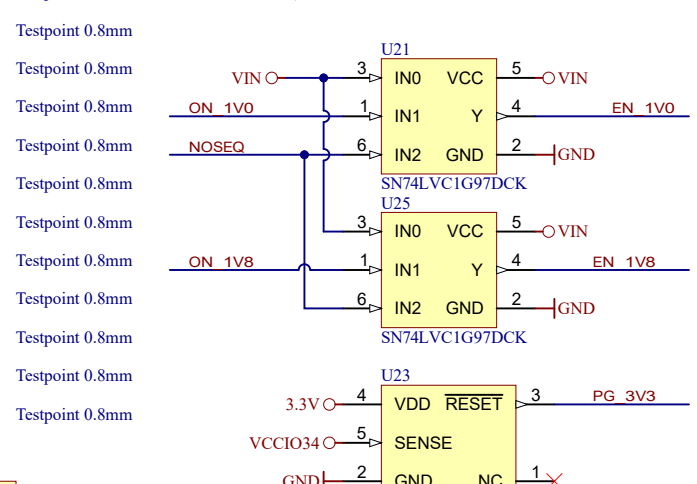 Testpoint 0.8mm
Testpoint 0.8mm
Testpoint 0.8mm
Testpoint 0.8mm
Testpoint 0.8mm
Testpoint 0.8mm
Testpoint 0.8mm
Testpoint 0.8mm
Testpoint 0.8mm
Testpoint 0.8mm
Testpoint 0.8mm
U21
VIN 3 IN0 VCC 5 VIN
ON_1V0 1 IN1 Y 4 EN_1V0
NOSEQ 6 IN2 GND 2 GND
SN74LVC1G97DCK
U25
3 IN0 VCC 5 VIN
ON_1V8 1 IN1 Y 4 EN_1V8
6 IN2 GND 2 GND
SN74LVC1G97DCK
U23
3.3V 4 VDD RESET 3 PG_3V3
VCCIO34 5 SENSE
GND 2 GND NC 1